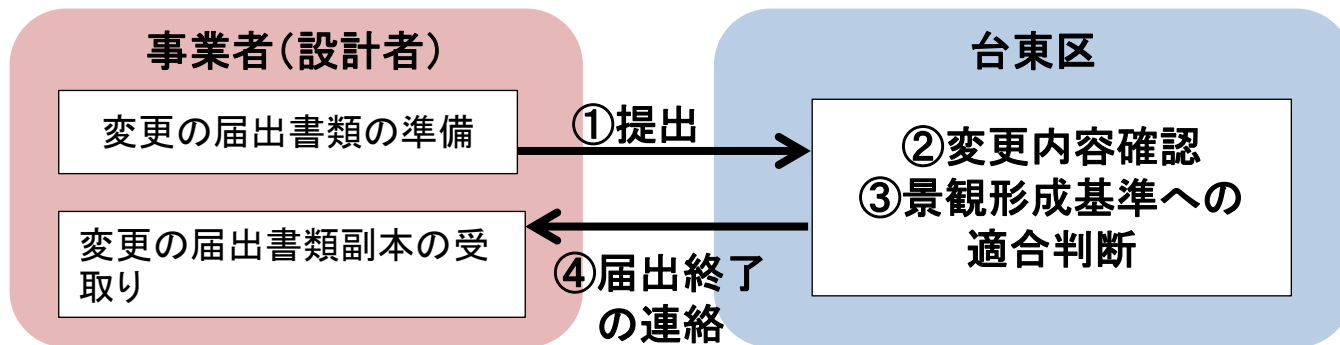 事業者(設計者)
変更の届出書類の準備
変更の届出書類副本の受
取り
①提出
④届出終了
の連絡
台東区
②変更内容確認
③景観形成基準への
適合判断